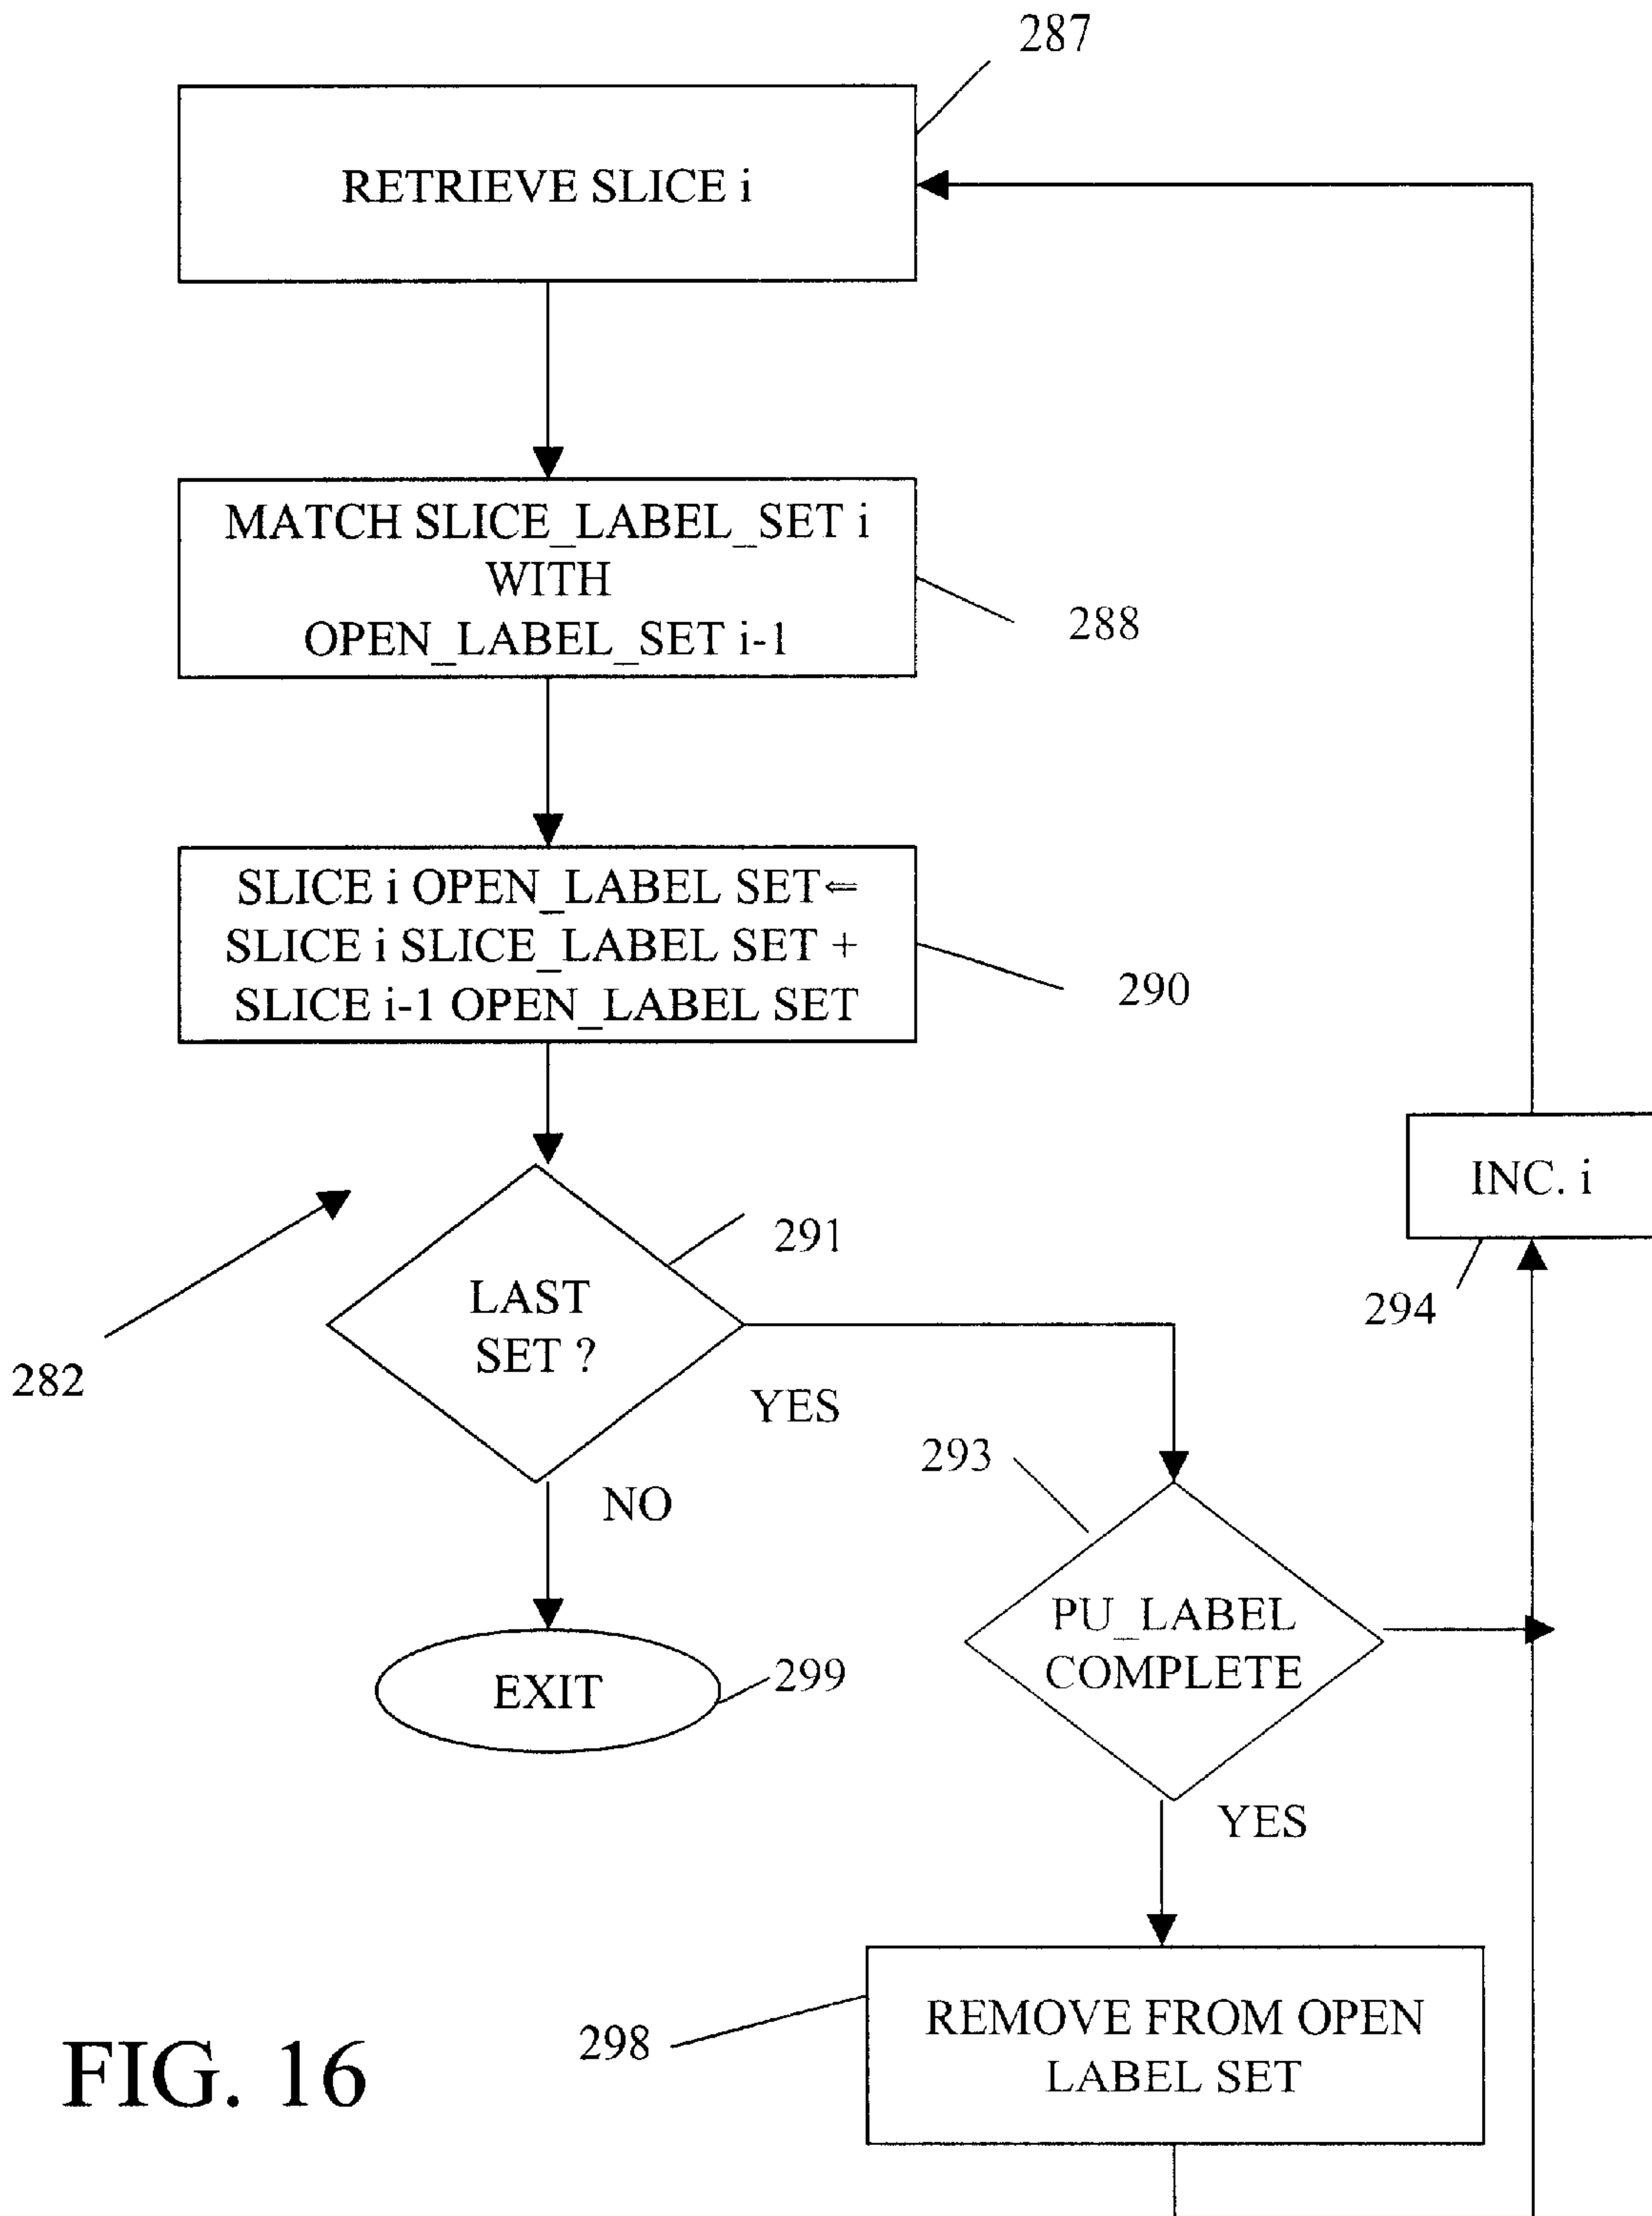 287
RETRIEVE SLICE i
MATCH SLICE_LABEL_SET i
WITH
OPEN_LABEL_SET i-1
288
SLICE i OPEN_LABEL SET⇐
SLICE i SLICE_LABEL SET +
SLICE i-1 OPEN_LABEL SET
290
INC. i
294
291
LAST
SET ?
282
YES
NO
293
PU_LABEL
COMPLETE
EXIT
299
YES
REMOVE FROM OPEN
LABEL SET
298
FIG. 16